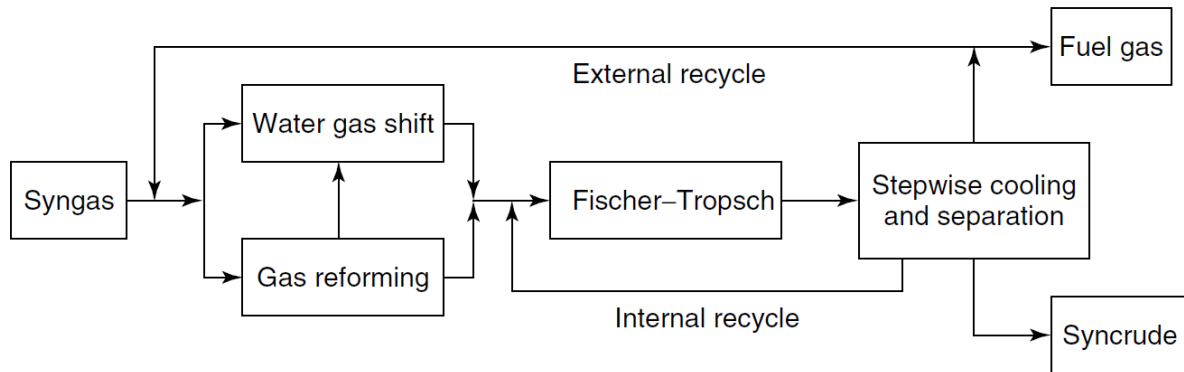 Fuel gas
External recycle
Water gas shift
Syngas
Fischer–Tropsch
Stepwise cooling
and separation
Gas reforming
Internal recycle
Syncrude